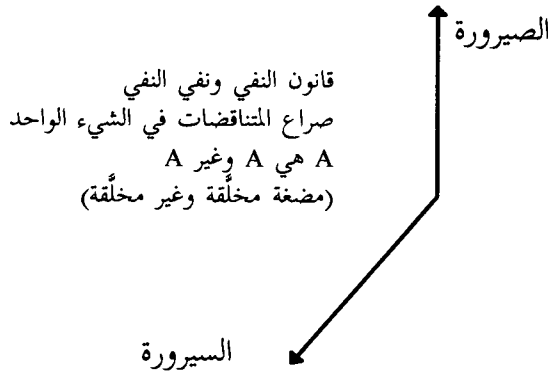 الصيرورة
قانون النفي ونفي النفي
صراع المتناقضات في الشيء الواحد
A هي A وغير A
(مضغة مخلَّقة وغير مخلَّقة)
السيرورة